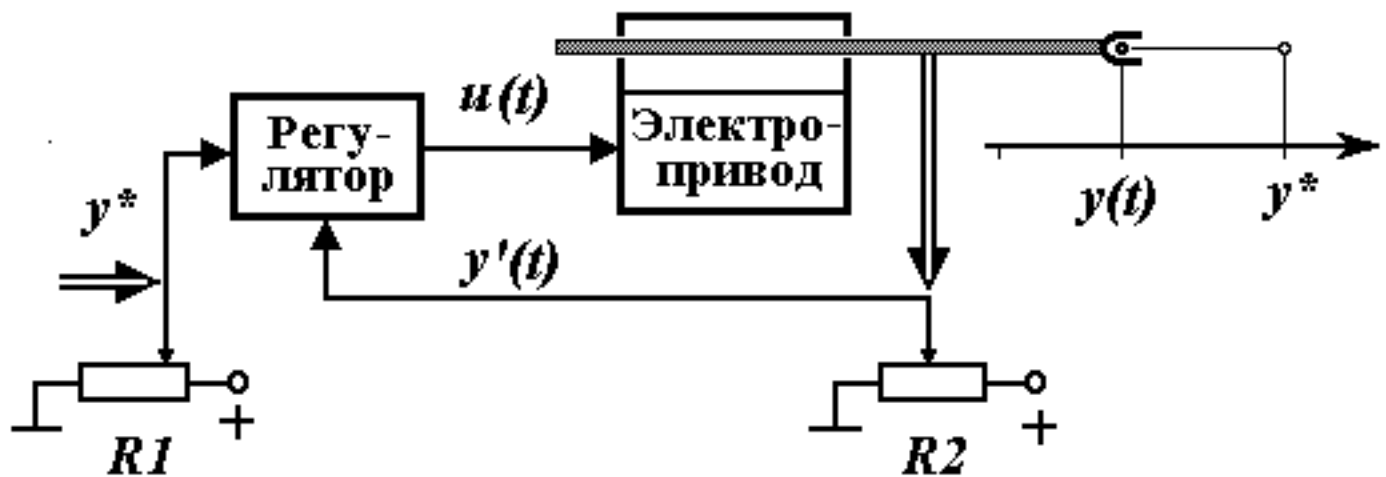 u(t)
Регу-
лятор
Электро-
привод
y*
y(t)
y*
y'(t)
+
+
R1
R2